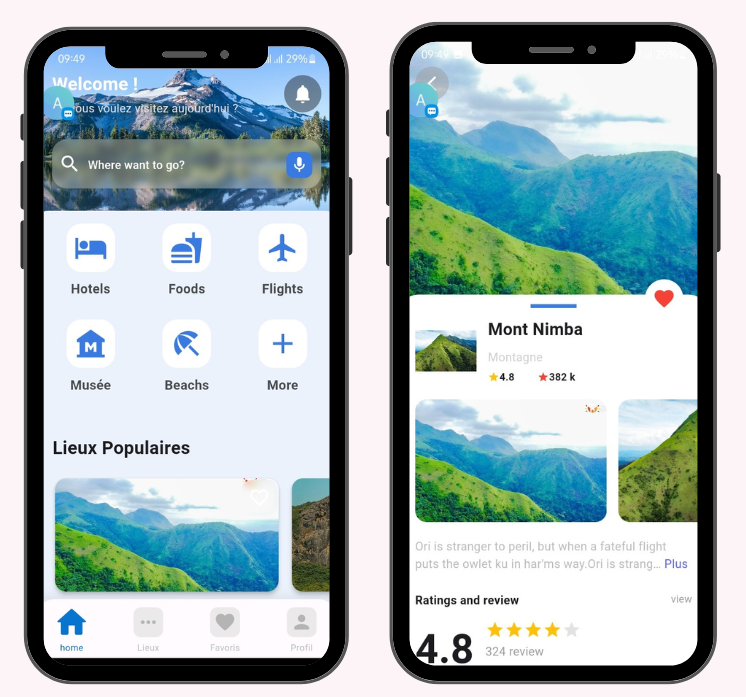 09:49
29%
Welcome !
ous voulez visitez aujourd'hui ?
A
Where want to go?
Hotels
Foods
Flights
M
Musée
Beachs
More
Lieux Populaires
home
Lieux
Favoris
Profil
09:49
A
Mont Nimba
Montagne
4.8
382 k
Ori is stranger to peril, but when a fateful flight
puts the owlet ku in har'ms way.Ori is strang... Plus
Ratings and review
view
4.8
324 review